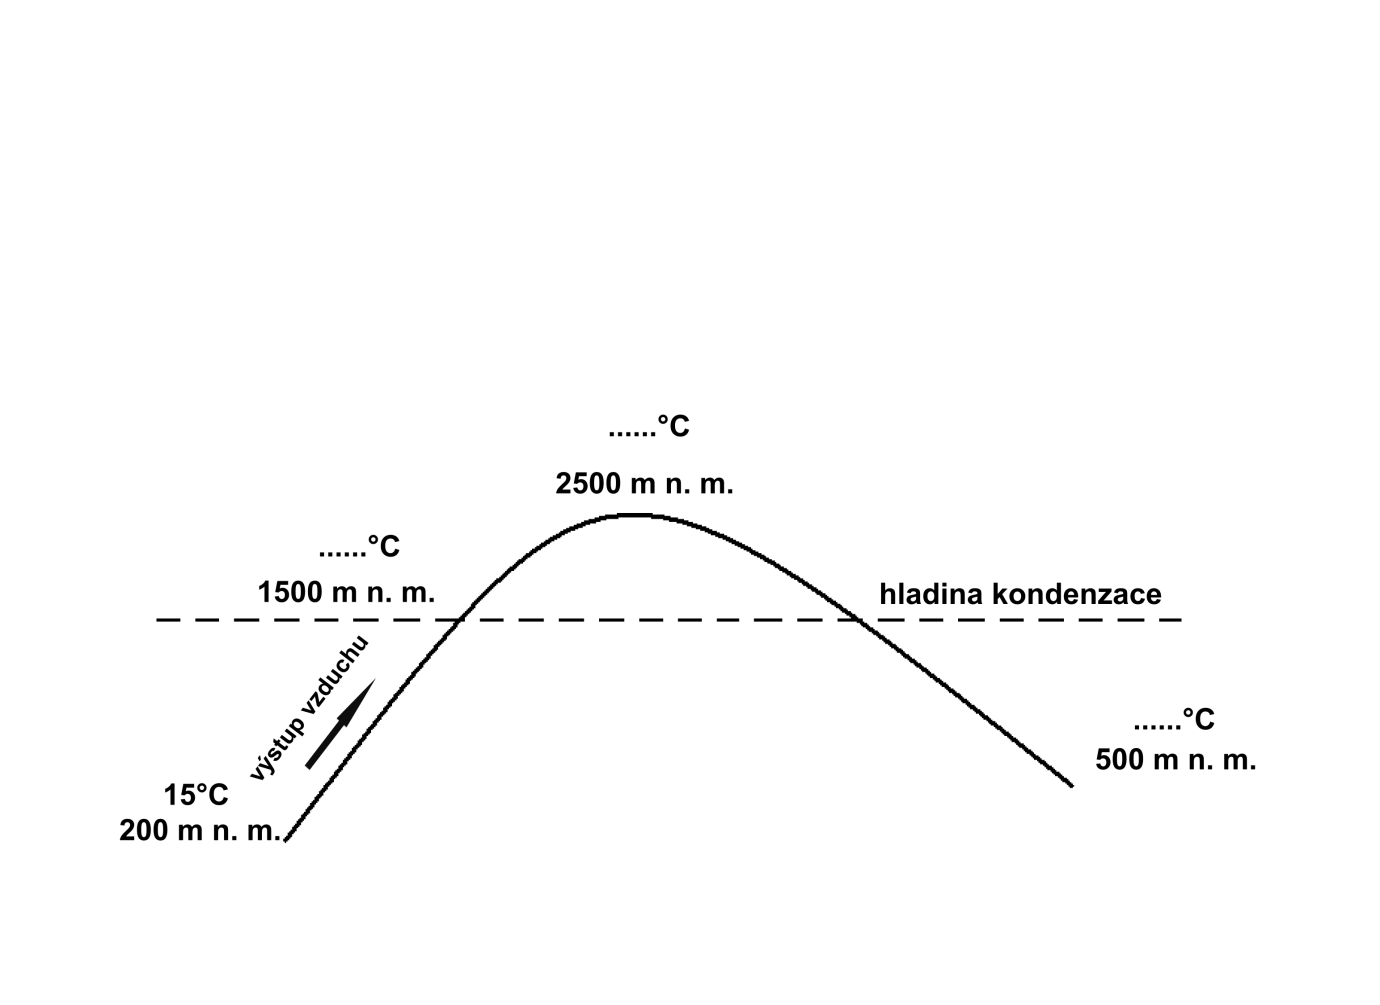 ......°C
2500 m n. m.
......°C
1500 m n. m.
hladina kondenzace
výstup vzduchu
......°C
500 m n. m.
15°C
200 m n. m.